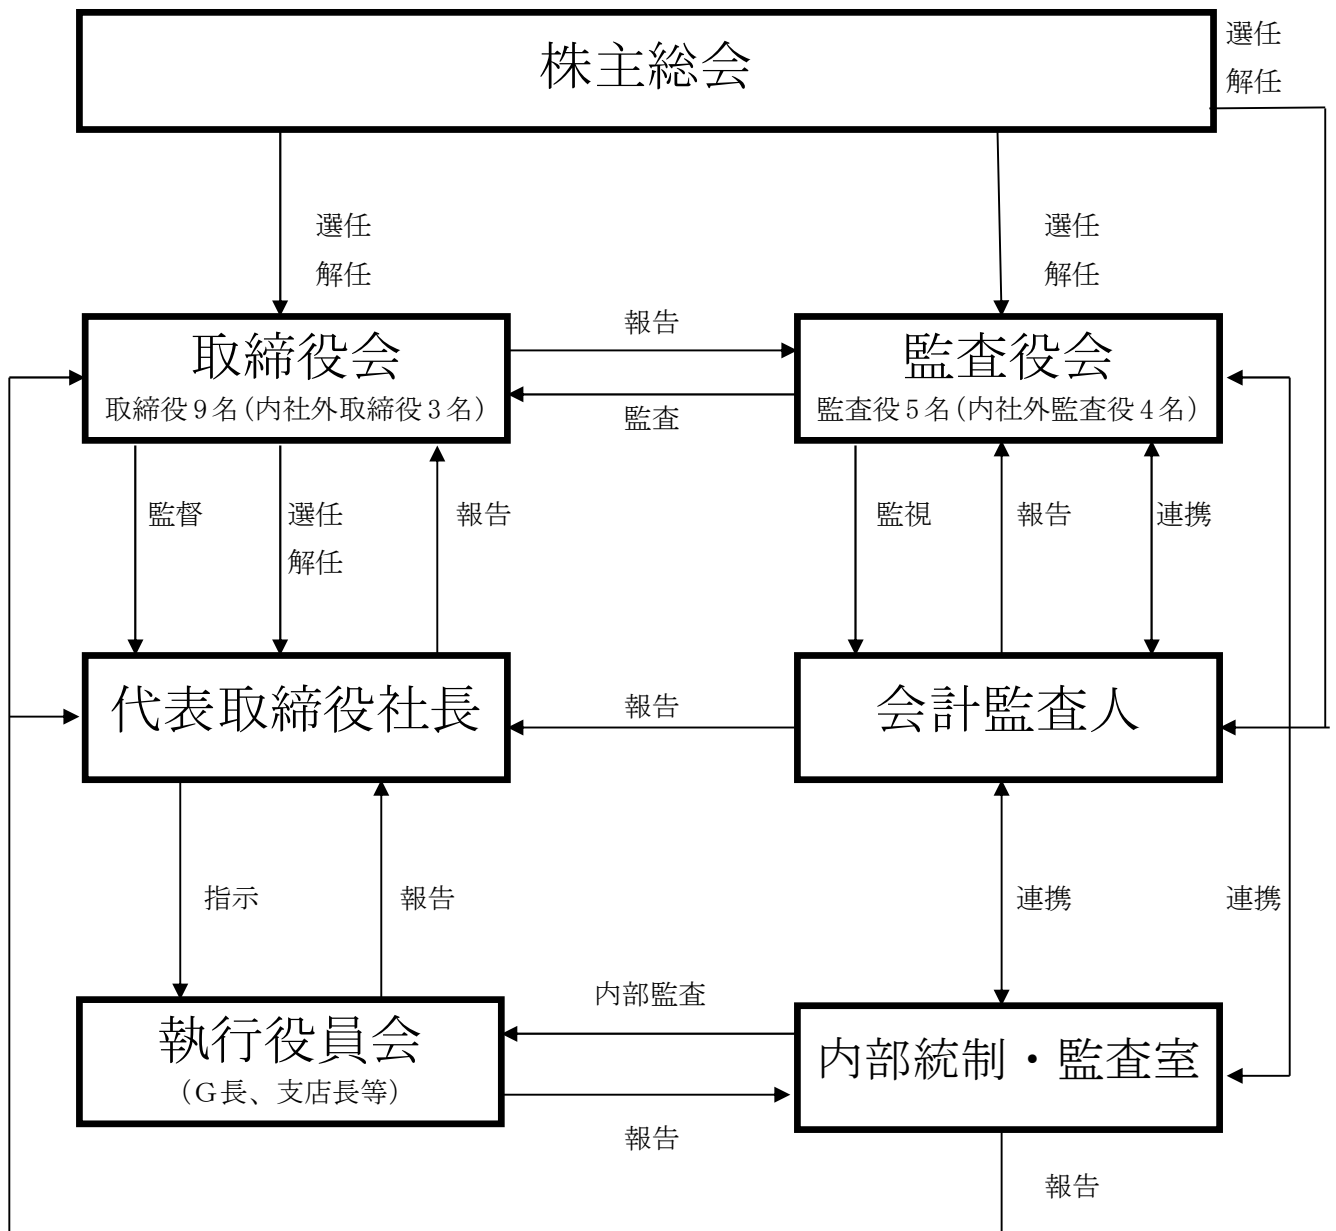 株主総会
選任
解任
選任
解任
選任
解任
取締役会
取締役9名(内社外取締役3名)
報告
監査
監査役会
監査役5名(内社外監査役4名)
監督
選任
解任
報告
監視
報告
連携
代表取締役社長
報告
会計監査人
指示
報告
連携
連携
執行役員会
(G長、支店長等)
内部監査
報告
内部統制・監査室
報告